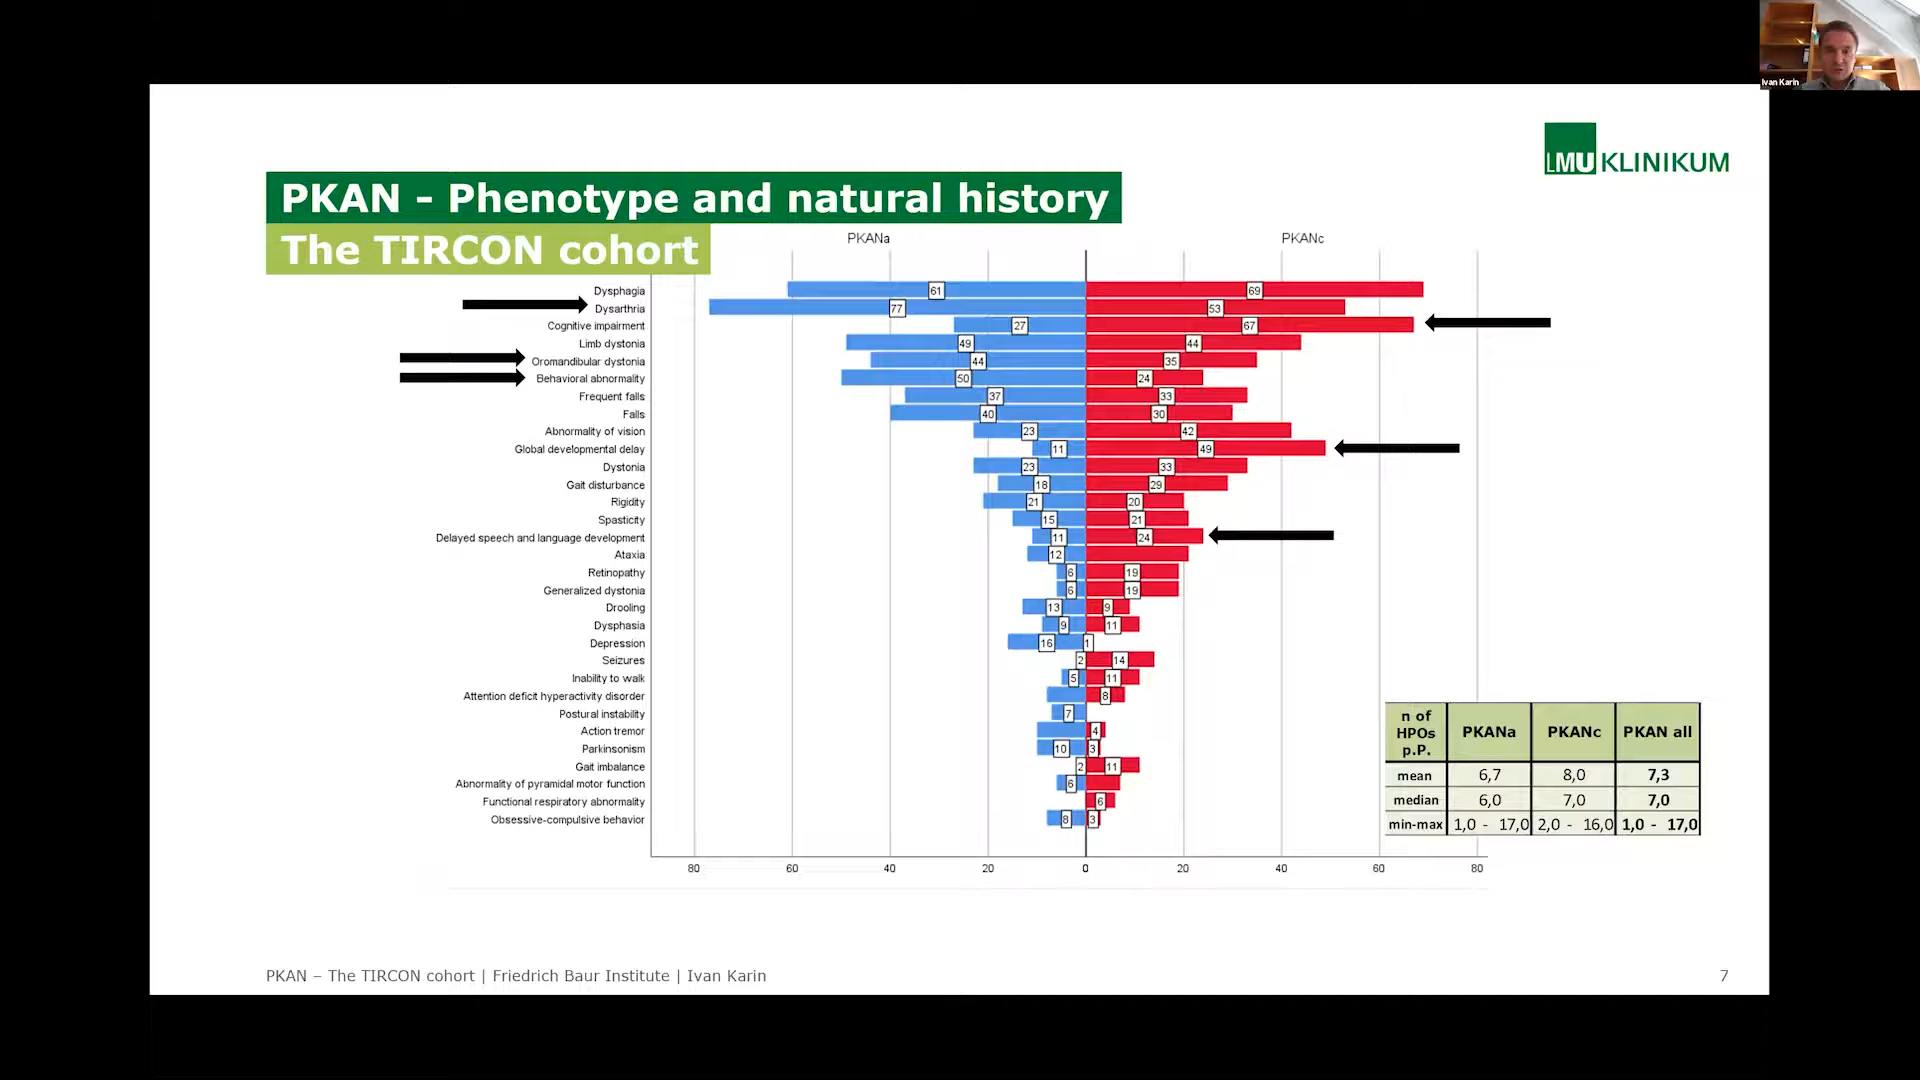 Ivan Karin
LMU KLINIKUM
PKAN - Phenotype and natural history
The TIRCON cohort
PKANa PKANc
Dysphagia 61 69
Dysarthria 77 53
Cognitive impairment 27 67
Limb dystonia 49 44
Oromandibular dystonia 44 35
Behavioral abnormality 50 24
Frequent falls 37 33
Falls 40 30
Abnormality of vision 23 42
Global developmental delay 11 49
Dystonia 23 33
Gait disturbance 18 29
Rigidity 21 20
Spasticity 15 21
Delayed speech and language development 11 24
Ataxia 12
Retinopathy 6 19
Generalized dystonia 6 19
Drooling 13 9
Dysphasia 9 11
Depression 16 1
Seizures 2 14
Inability to walk 5 11
Attention deficit hyperactivity disorder 8
Postural instability 7
Action tremor 4
Parkinsonism 10 3
Gait imbalance 2 11
Abnormality of pyramidal motor function 6
Functional respiratory abnormality 6
Obsessive-compulsive behavior 8 3
80 60 40 20 0 20 40 60 80
n of HPOs p.P. PKANa PKANc PKAN all
mean 6,7 8,0 7,3
median 6,0 7,0 7,0
min-max 1,0 - 17,0 2,0 - 16,0 1,0 - 17,0
PKAN – The TIRCON cohort | Friedrich Baur Institute | Ivan Karin
7